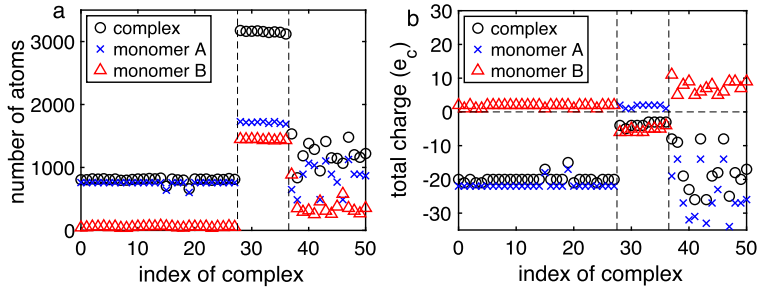 a
complex
monomer A
monomer B
number of atoms
3000
2000
1000
0
0 10 20 30 40 50
index of complex
b
complex
monomer A
monomer B
total charge (e_c)
30
20
10
0
-10
-20
-30
0 10 20 30 40 50
index of complex